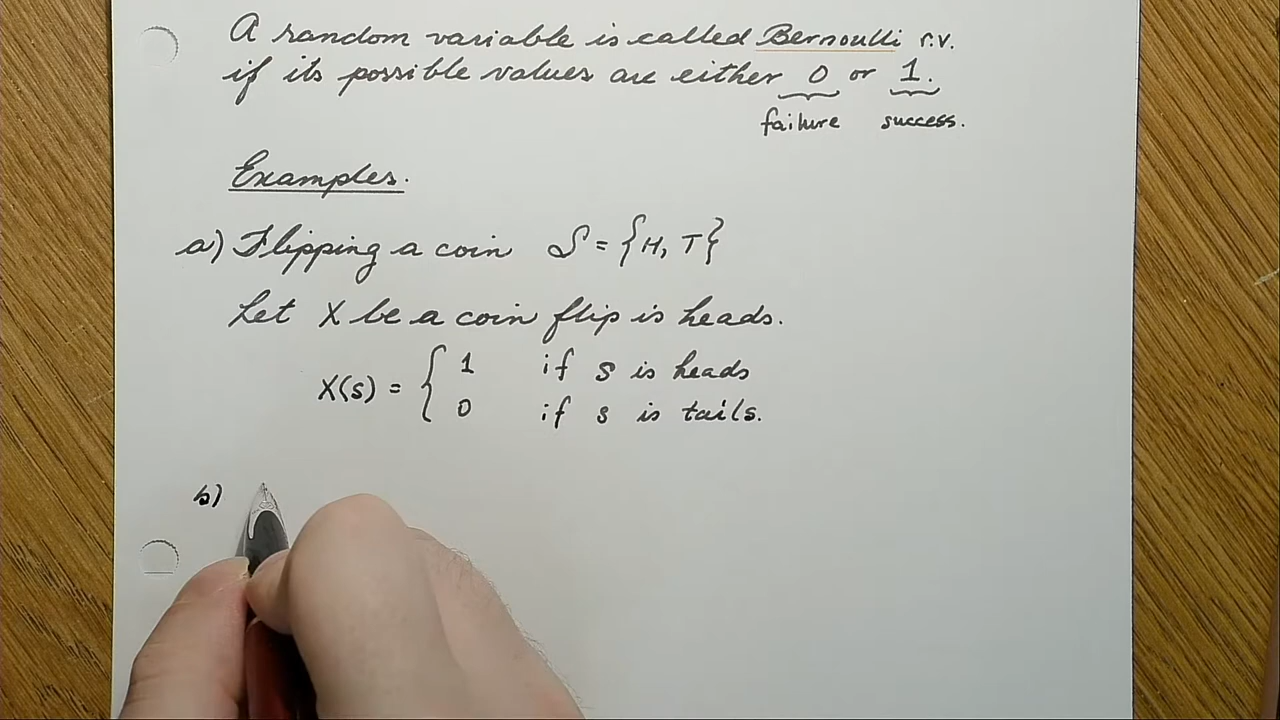 A random variable is called Bernoulli r.v.
if its possible values are either 0 or 1.
failure success.
Examples.
a) Flipping a coin S = {H, T}
Let X be a coin flip is heads.
X(s) = { 1 if s is heads
0 if s is tails.
b)